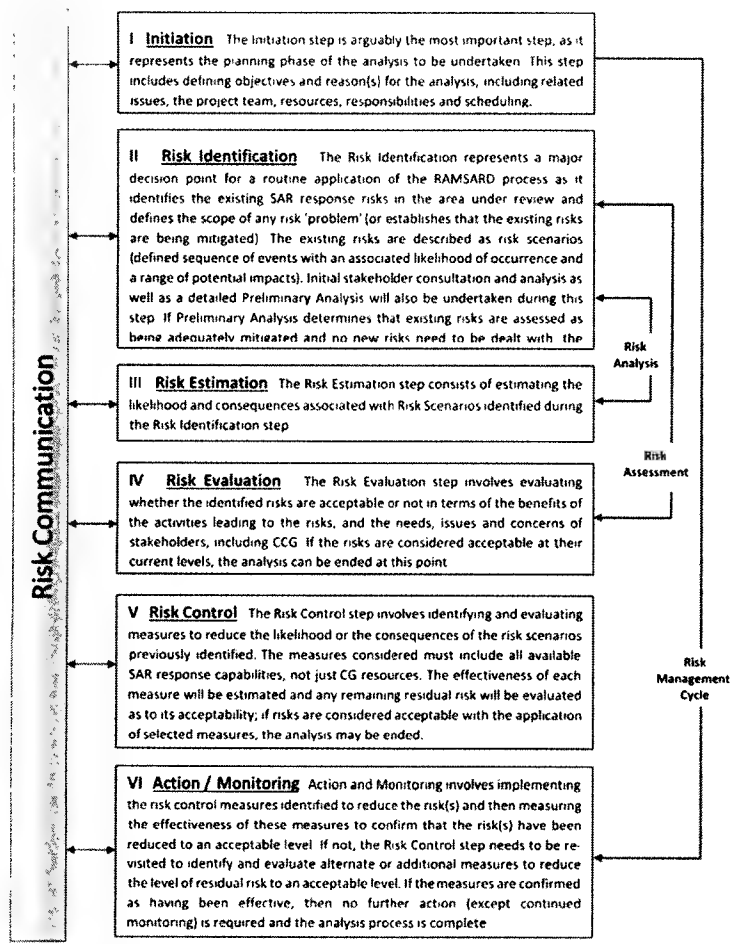 Risk Communication
I Initiation The Initiation step is arguably the most important step, as it
represents the planning phase of the analysis to be undertaken This step
includes defining objectives and reason(s) for the analysis, including related
issues, the project team, resources, responsibilities and scheduling.
II Risk Identification The Risk Identification represents a major
decision point for a routine application of the RAMSARD process as it
identifies the existing SAR response risks in the area under review and
defines the scope of any risk 'problem' (or establishes that the existing risks
are being mitigated) The existing risks are described as risk scenarios
(defined sequence of events with an associated likelihood of occurrence and
a range of potential impacts). Initial stakeholder consultation and analysis as
well as a detailed Preliminary Analysis will also be undertaken during this
step If Preliminary Analysis determines that existing risks are assessed as
being adequately mitigated and no new risks need to be dealt with the
III Risk Estimation The Risk Estimation step consists of estimating the
likelihood and consequences associated with Risk Scenarios identified during
the Risk Identification step
IV Risk Evaluation The Risk Evaluation step involves evaluating
whether the identified risks are acceptable or not in terms of the benefits of
the activities leading to the risks, and the needs, issues and concerns of
stakeholders, including CCG If the risks are considered acceptable at their
current levels, the analysis can be ended at this point
V Risk Control The Risk Control step involves identifying and evaluating
measures to reduce the likelihood or the consequences of the risk scenarios
previously identified. The measures considered must include all available
SAR response capabilities, not just CG resources. The effectiveness of each
measure will be estimated and any remaining residual risk will be evaluated
as to its acceptability; if risks are considered acceptable with the application
of selected measures, the analysis may be ended.
VI Action / Monitoring Action and Monitoring involves implementing
the risk control measures identified to reduce the risk(s) and then measuring
the effectiveness of these measures to confirm that the risk(s) have been
reduced to an acceptable level If not, the Risk Control step needs to be re-
visited to identify and evaluate alternate or additional measures to reduce
the level of residual risk to an acceptable level. If the measures are confirmed
as having been effective, then no further action (except continued
monitoring) is required and the analysis process is complete
Risk
Analysis
Risk
Assessment
Risk
Management
Cycle